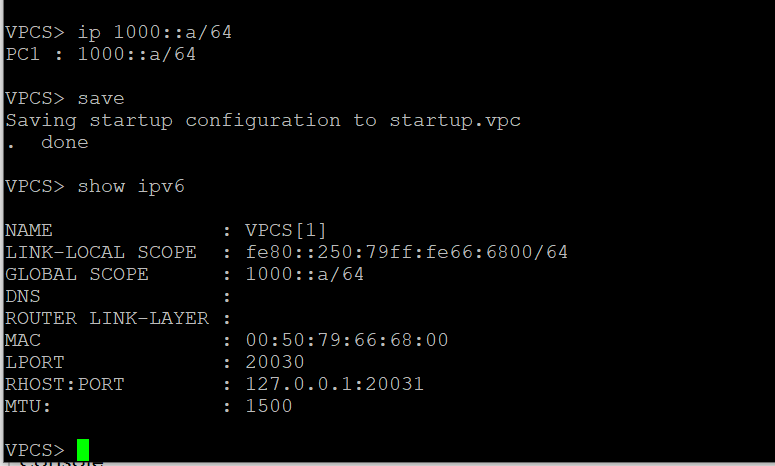 VPCS> ip 1000::a/64
PC1 : 1000::a/64
VPCS> save
Saving startup configuration to startup.vpc
.  done
VPCS> show ipv6
NAME              : VPCS[1]
LINK-LOCAL SCOPE  : fe80::250:79ff:fe66:6800/64
GLOBAL SCOPE      : 1000::a/64
DNS               :
ROUTER LINK-LAYER :
MAC               : 00:50:79:66:68:00
LPORT             : 20030
RHOST:PORT        : 127.0.0.1:20031
MTU:              : 1500
VPCS>